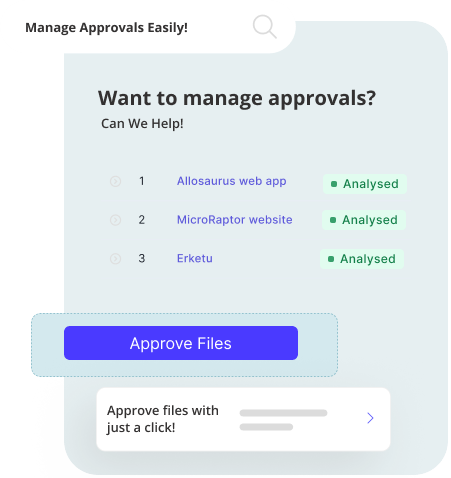 Manage Approvals Easily!
Want to manage approvals?
Can We Help!
1 Allosaurus web app Analysed
2 MicroRaptor website Analysed
3 Erketu Analysed
Approve Files
Approve files with
just a click!